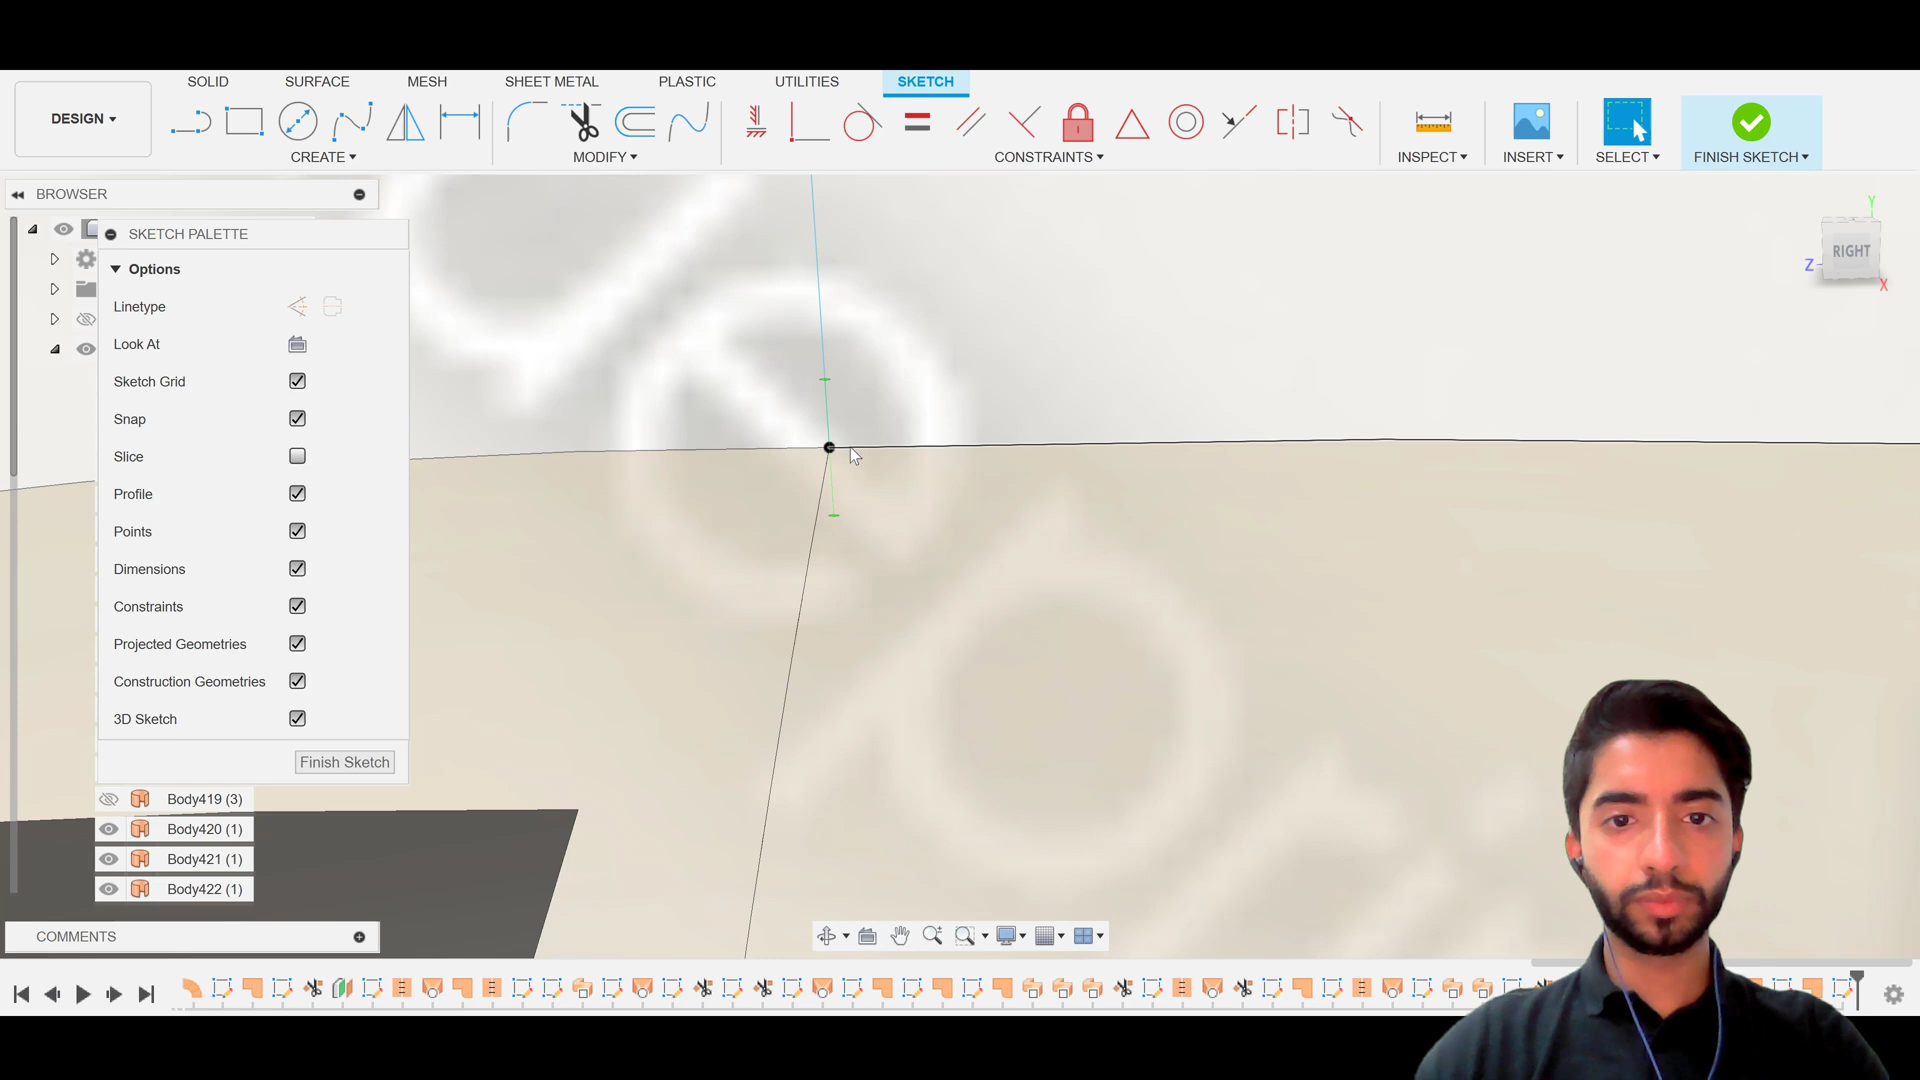 SOLID
SURFACE
MESH
SHEET METAL
PLASTIC
UTILITIES
SKETCH
DESIGN
CREATE
MODIFY
CONSTRAINTS
INSPECT
INSERT
SELECT
FINISH SKETCH
BROWSER
SKETCH PALETTE
Options
Linetype
Look At
Sketch Grid
Snap
Slice
Profile
Points
Dimensions
Constraints
Projected Geometries
Construction Geometries
3D Sketch
Finish Sketch
Body419 (3)
Body420 (1)
Body421 (1)
Body422 (1)
COMMENTS
Y
RIGHT
Z
X